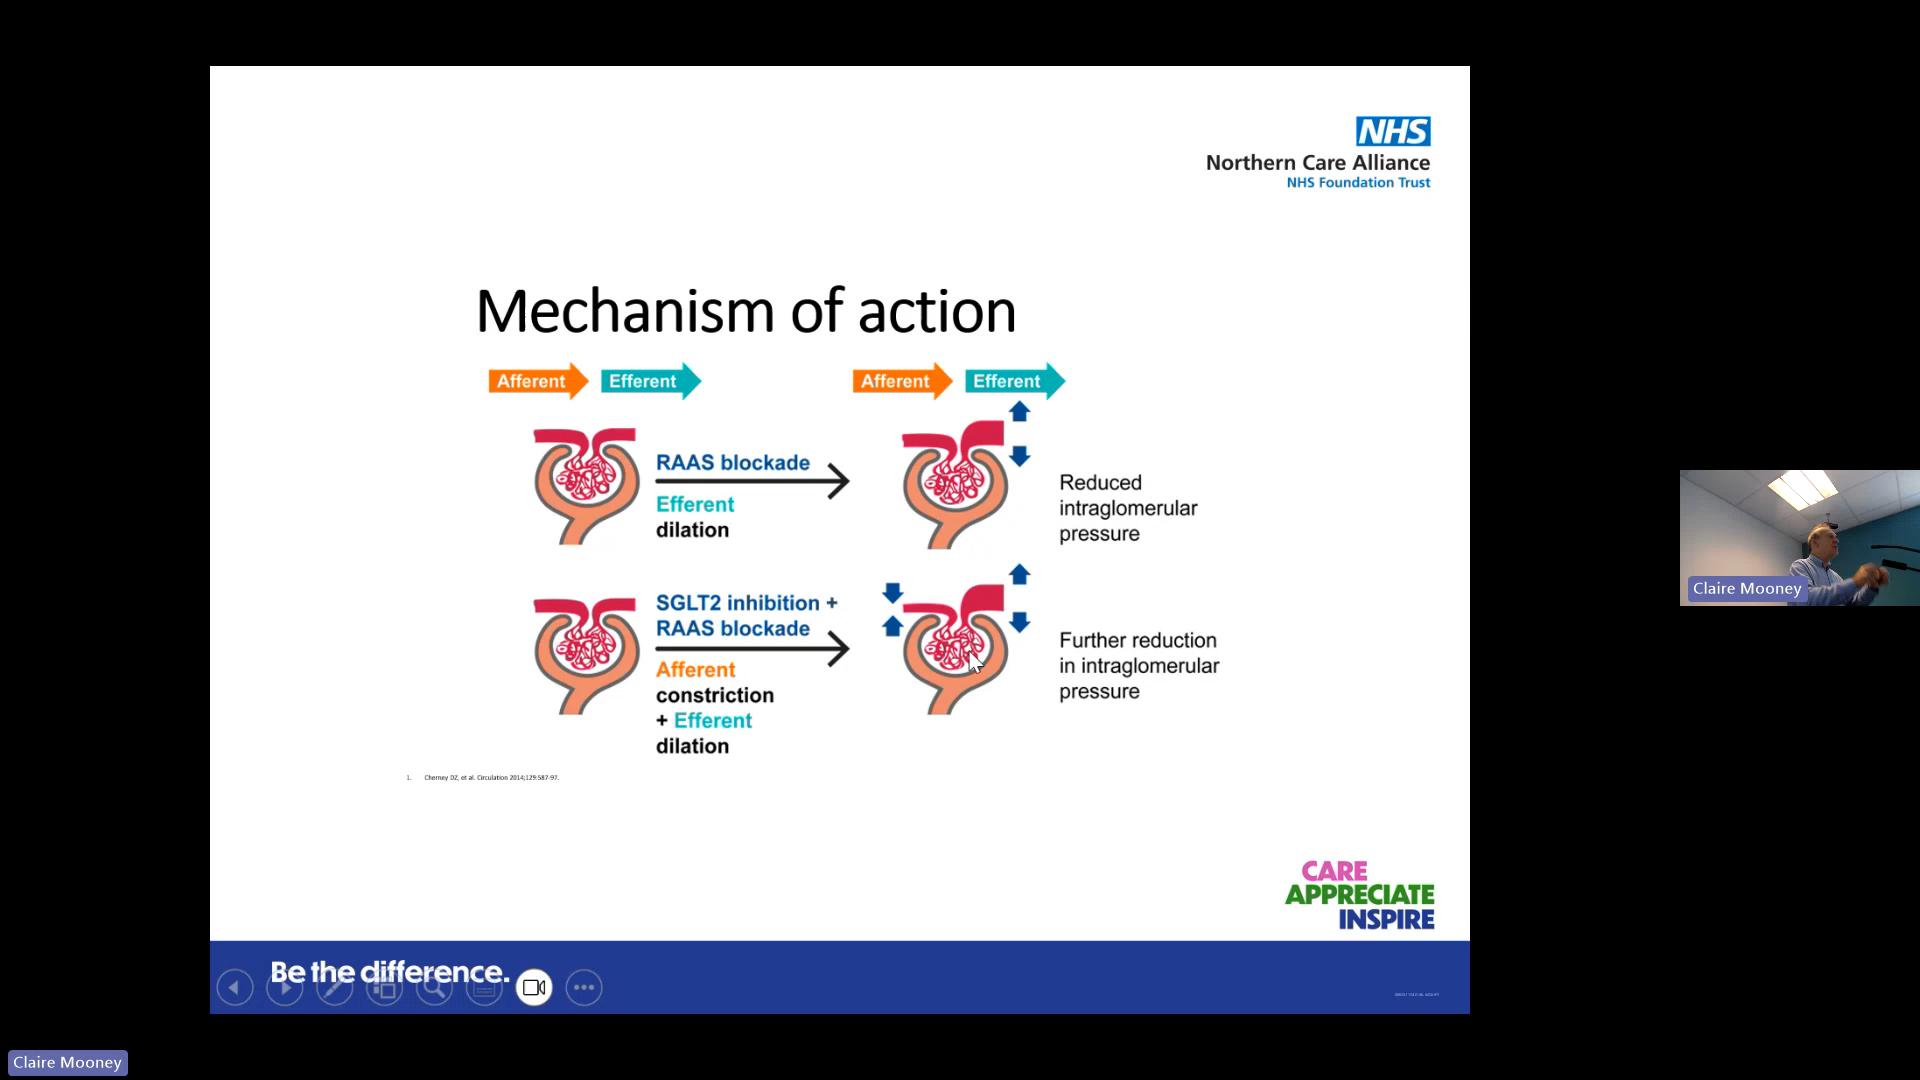 NHS
Northern Care Alliance
NHS Foundation Trust
Mechanism of action
Afferent Efferent
Afferent Efferent
RAAS blockade
Efferent
dilation
Reduced
intraglomerular
pressure
SGLT2 inhibition +
RAAS blockade
Afferent
constriction
+ Efferent
dilation
Further reduction
in intraglomerular
pressure
1. Cherney DZ, et al. Circulation 2014;129:587-97.
CARE
APPRECIATE
INSPIRE
Be the difference.
Claire Mooney
Claire Mooney